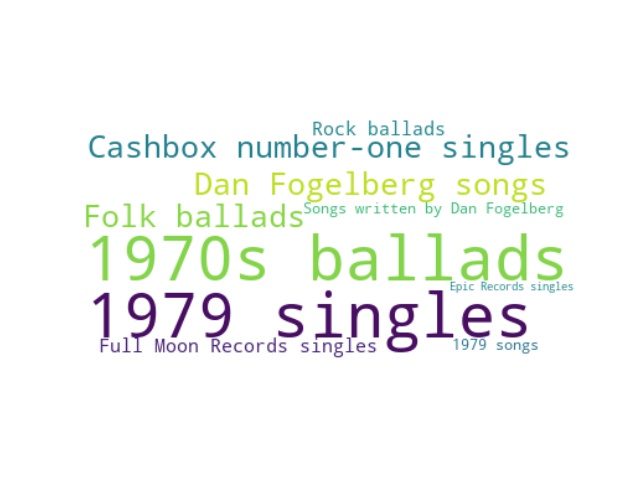 Rock ballads
Cashbox number-one singles
Dan Fogelberg songs
Folk ballads
Songs written by Dan Fogelberg
1970s ballads
Epic Records singles
1979 singles
Full Moon Records singles
1979 songs